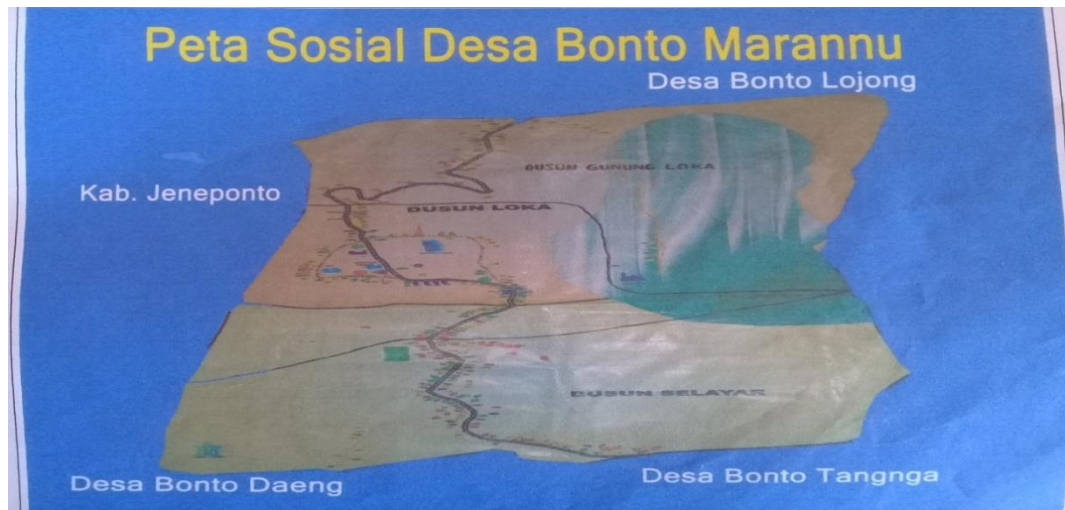 Peta Sosial Desa Bonto Marannu
Desa Bonto Lojong
DUSUN GUNUNG LOKA
Kab. Jeneponto
DUSUN LOKA
DUSUN SELAYAR
Desa Bonto Daeng
Desa Bonto Tangnga